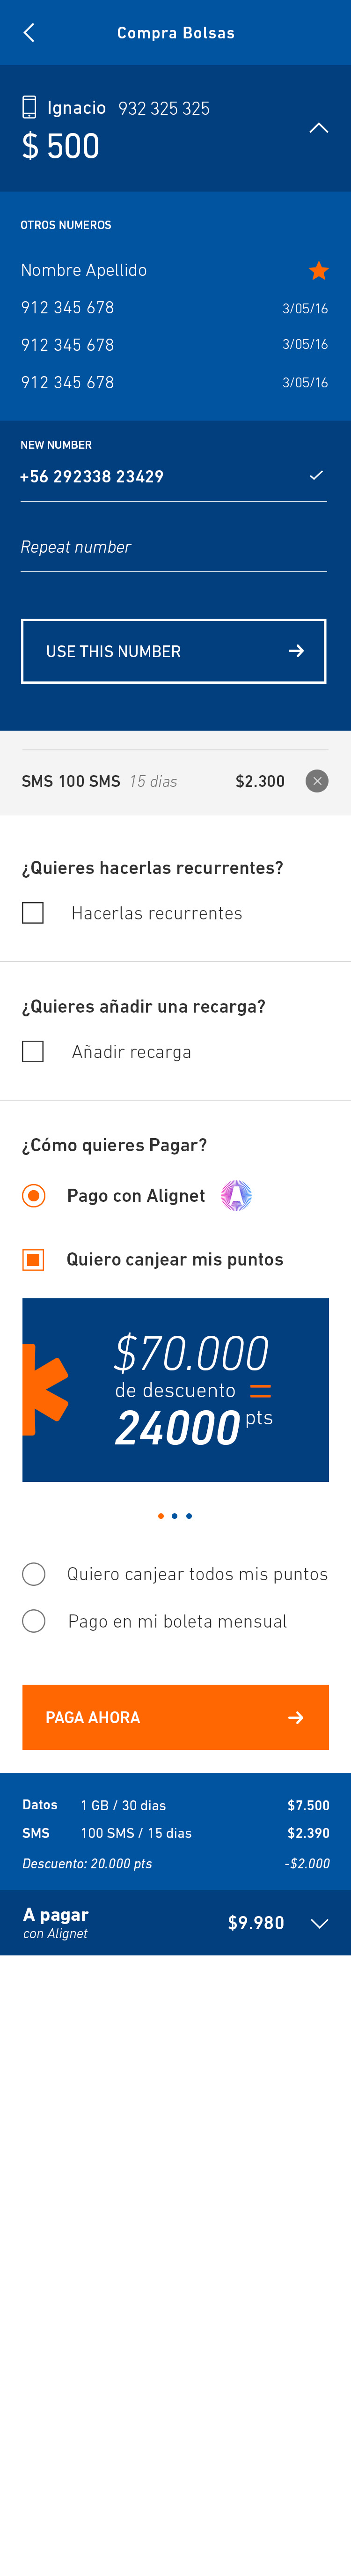 Compra Bolsas
Ignacio 932 325 325
$ 500
OTROS NUMEROS
Nombre Apellido
912 345 678 3/05/16
912 345 678 3/05/16
912 345 678 3/05/16
NEW NUMBER
+56 292338 23429
Repeat number
USE THIS NUMBER
SMS 100 SMS 15 dias $2.300
¿Quieres hacerlas recurrentes?
Hacerlas recurrentes
¿Quieres añadir una recarga?
Añadir recarga
¿Cómo quieres Pagar?
Pago con Alignet
Quiero canjear mis puntos
$70.000
de descuento =
24000 pts
Quiero canjear todos mis puntos
Pago en mi boleta mensual
PAGA AHORA
Datos 1 GB / 30 dias $7.500
SMS 100 SMS / 15 dias $2.390
Descuento: 20.000 pts -$2.000
A pagar $9.980
con Alignet